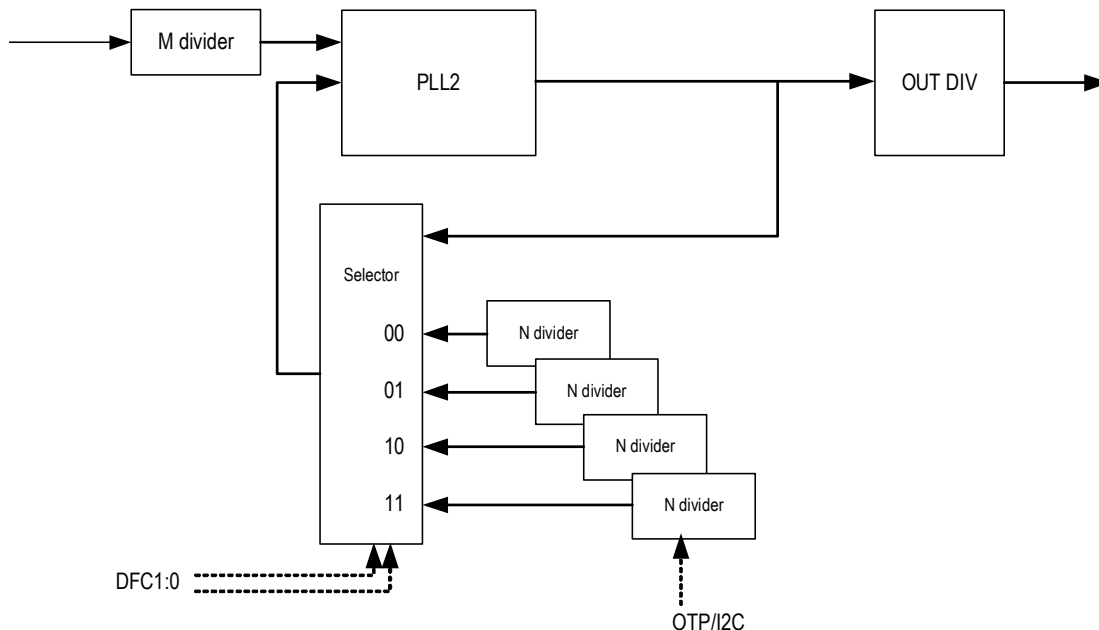 M divider
PLL2
OUT DIV
Selector
00
N divider
01
N divider
10
N divider
11
N divider
DFC1:0
OTP/I2C